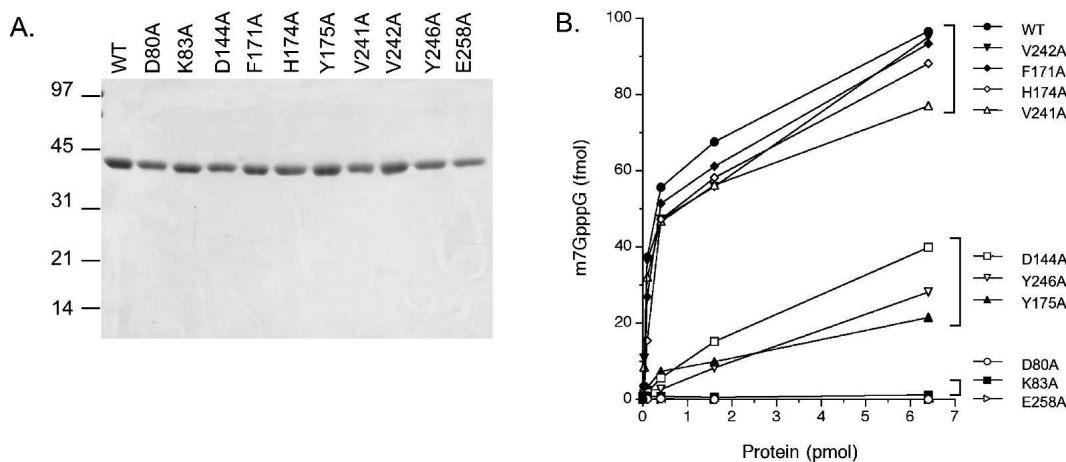 A.
WT
D80A
K83A
D144A
F171A
H174A
Y175A
V241A
V242A
Y246A
E258A
97
45
31
21
14
B.
m7GpppG (fmol)
100
80
60
40
20
0
0 1 2 3 4 5 6 7
Protein (pmol)
WT
V242A
F171A
H174A
V241A
D144A
Y246A
Y175A
D80A
K83A
E258A